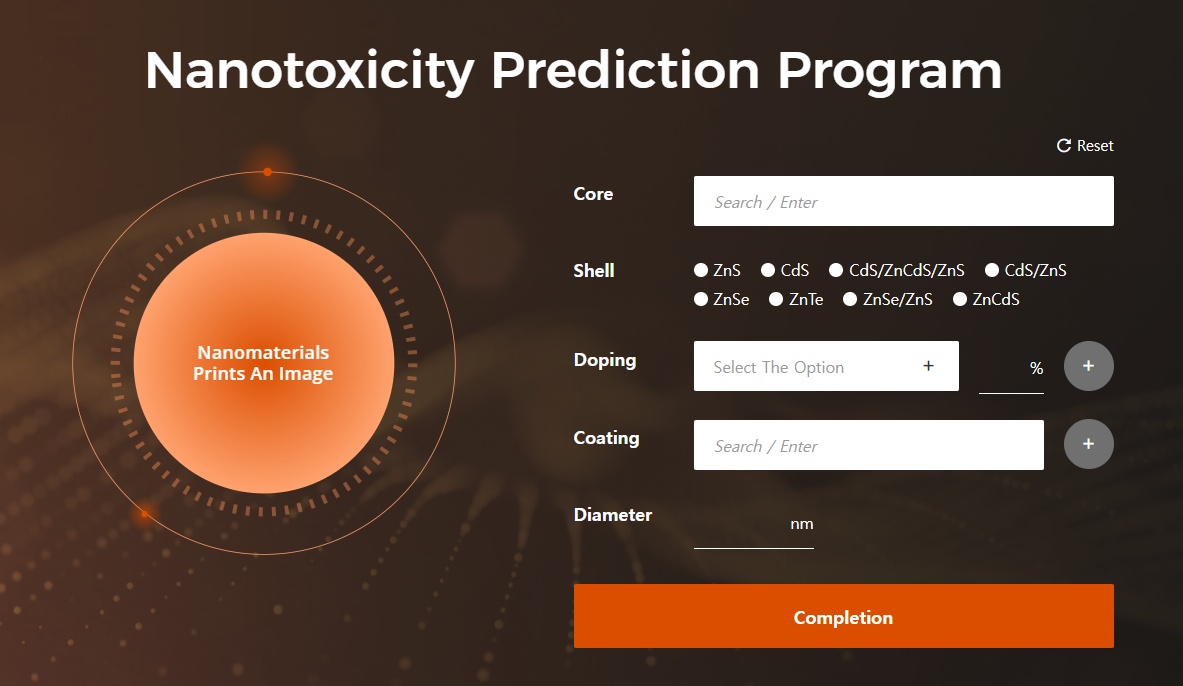 Nanotoxicity Prediction Program
Reset
Nanomaterials
Prints An Image
Core
Search / Enter
Shell
ZnS CdS CdS/ZnCdS/ZnS CdS/ZnS
ZnSe ZnTe ZnSe/ZnS ZnCdS
Doping
Select The Option + % +
Coating
Search / Enter +
Diameter
nm
Completion